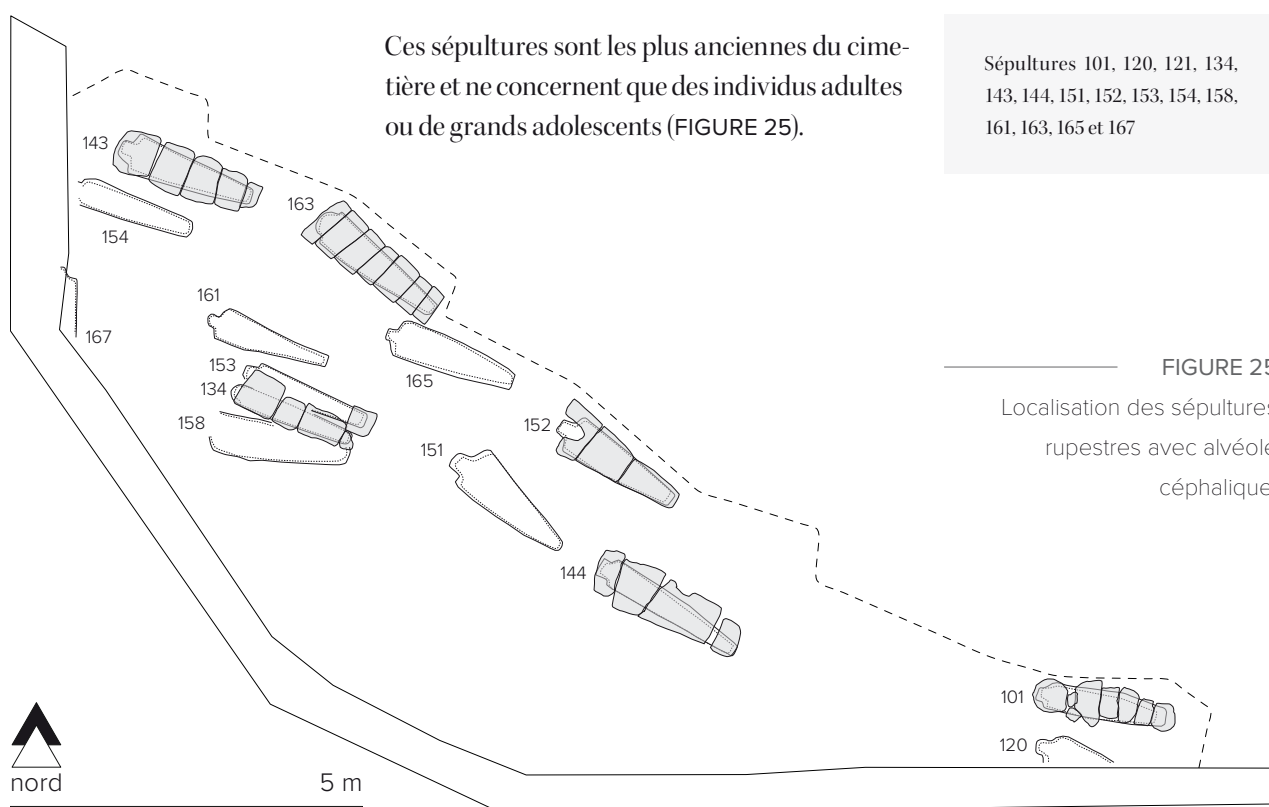 Ces sépultures sont les plus anciennes du cime-
tière et ne concernent que des individus adultes
ou de grands adolescents (FIGURE 25).
Sépultures 101, 120, 121, 134,
143, 144, 151, 152, 153, 154, 158,
161, 163, 165 et 167
143
154
163
167
161
153
134
158
165
151
152
144
101
120
FIGURE 25
Localisation des sépultures
rupestres avec alvéole
céphalique
nord
5 m